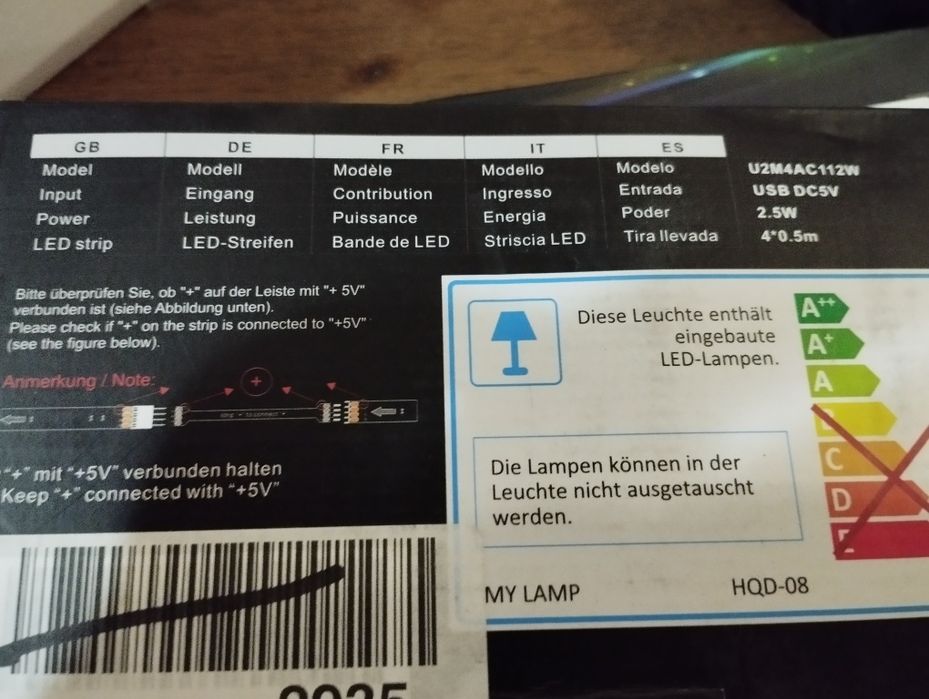 GB DE FR IT ES
Model Modell Modèle Modello Modelo U2M4AC112W
Input Eingang Contribution Ingresso Entrada USB DC5V
Power Leistung Puissance Energia Poder 2.5W
LED strip LED-Streifen Bande de LED Striscia LED Tira llevada 4*0.5m
Bitte überprüfen Sie, ob "+" auf der Leiste mit "+ 5V"
verbunden ist (siehe Abbildung unten).
Please check if "+" on the strip is connected to "+5V"
(see the figure below).
Anmerkung / Note:
+
"+" mit "+5V" verbunden halten
Keep "+" connected with "+5V"
Diese Leuchte enthält
eingebaute
LED-Lampen.
A++
A+
A
C
D
E
Die Lampen können in der
Leuchte nicht ausgetauscht
werden.
MY LAMP HQD-08